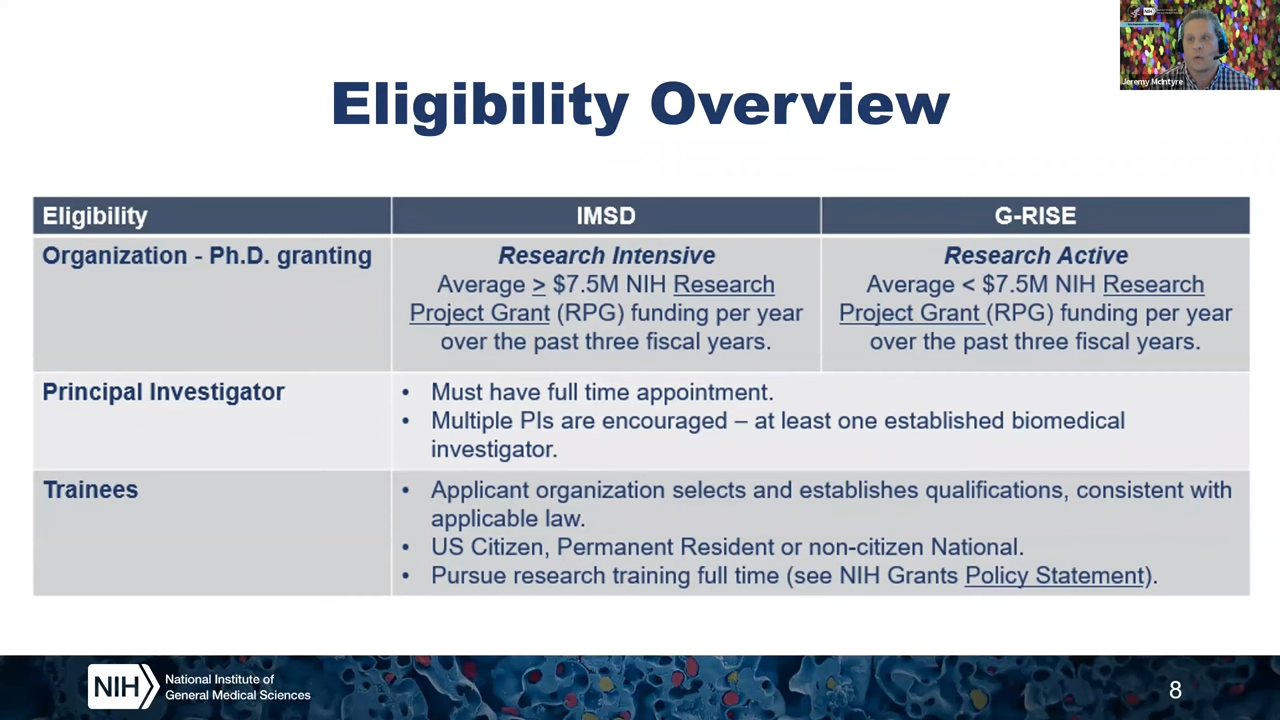 NIH
Jeremy McIntyre
Eligibility Overview
Eligibility
IMSD
G-RISE
Organization - Ph.D. granting
Research Intensive
Average ≥ $7.5M NIH Research
Project Grant (RPG) funding per year
over the past three fiscal years.
Research Active
Average < $7.5M NIH Research
Project Grant (RPG) funding per year
over the past three fiscal years.
Principal Investigator
• Must have full time appointment.
• Multiple PIs are encouraged – at least one established biomedical
investigator.
Trainees
• Applicant organization selects and establishes qualifications, consistent with
applicable law.
• US Citizen, Permanent Resident or non-citizen National.
• Pursue research training full time (see NIH Grants Policy Statement).
NIH
National Institute of
General Medical Sciences
8